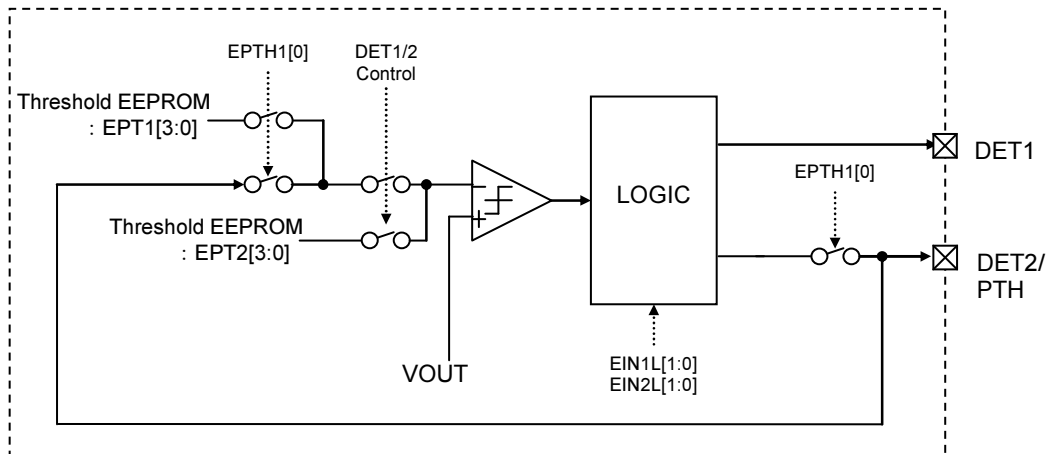 EPTH1[0]
DET1/2
Control
Threshold EEPROM
: EPT1[3:0]
Threshold EEPROM
: EPT2[3:0]
VOUT
LOGIC
EIN1L[1:0]
EIN2L[1:0]
EPTH1[0]
DET1
DET2/
PTH